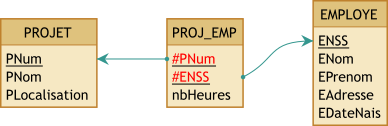 PROJET
PNum
PNom
PLocalisation
PROJ_EMP
#PNum
#ENSS
nbHeures
EMPLOYE
ENSS
ENom
EPrenom
EAdresse
EDateNais